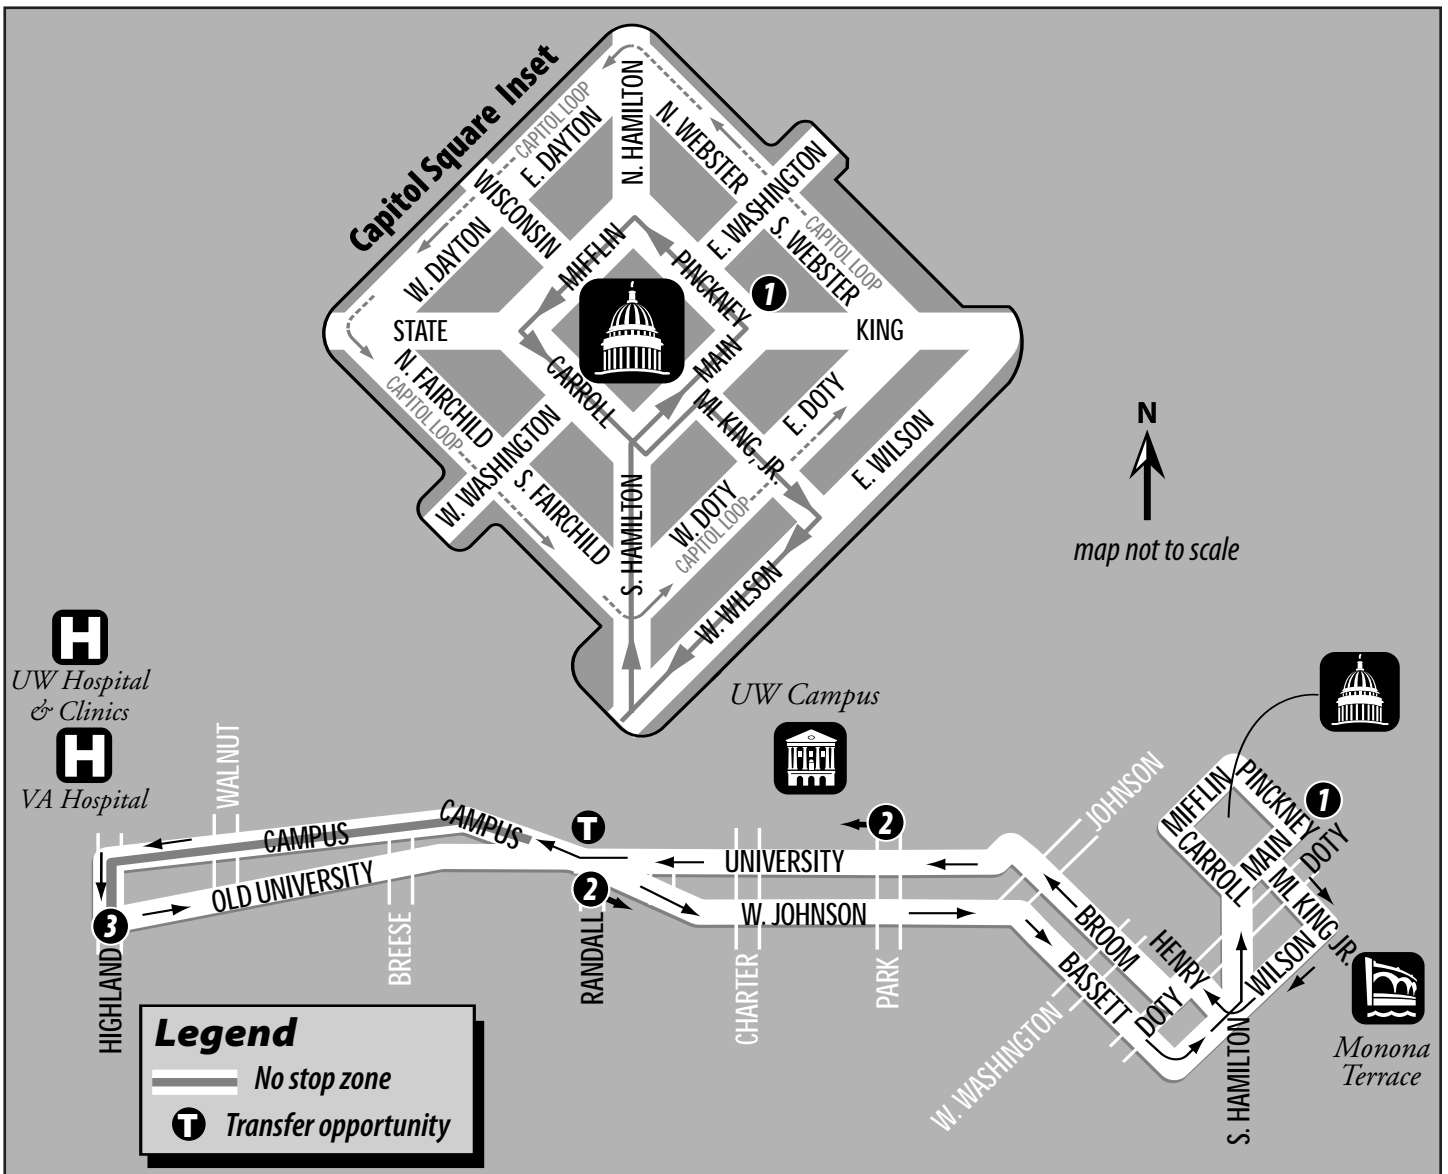 Capitol Square Inset
CAPITOL LOOP
E. DAYTON
N. HAMILTON
N. WEBSTER
E. WASHINGTON
WISCONSIN
W. DAYTON
MIFFLIN
PINCKNEY
S. WEBSTER
CAPITOL LOOP
1
STATE
KING
N. FAIRCHILD
CAPITOL LOOP
CARROLL
MAIN
ML KING, JR.
E. DOTY
W. WASHINGTON
S. FAIRCHILD
S. HAMILTON
W. DOTY
CAPITOL LOOP
E. WILSON
W. WILSON
N
map not to scale
H
UW Hospital
& Clinics
H
VA Hospital
UW Campus
WALNUT
CAMPUS
CAMPUS
T
2
UNIVERSITY
JOHNSON
MIFFLIN
PINCKNEY
1
DOTY
CARROLL
MAIN
ML KING JR.
OLD UNIVERSITY
3
HIGHLAND
BREESE
2
RANDALL
W. JOHNSON
CHARTER
PARK
BROOM
BASSETT
HENRY
DOTY
WILSON
W. WASHINGTON
S. HAMILTON
Monona
Terrace
Legend
No stop zone
T Transfer opportunity